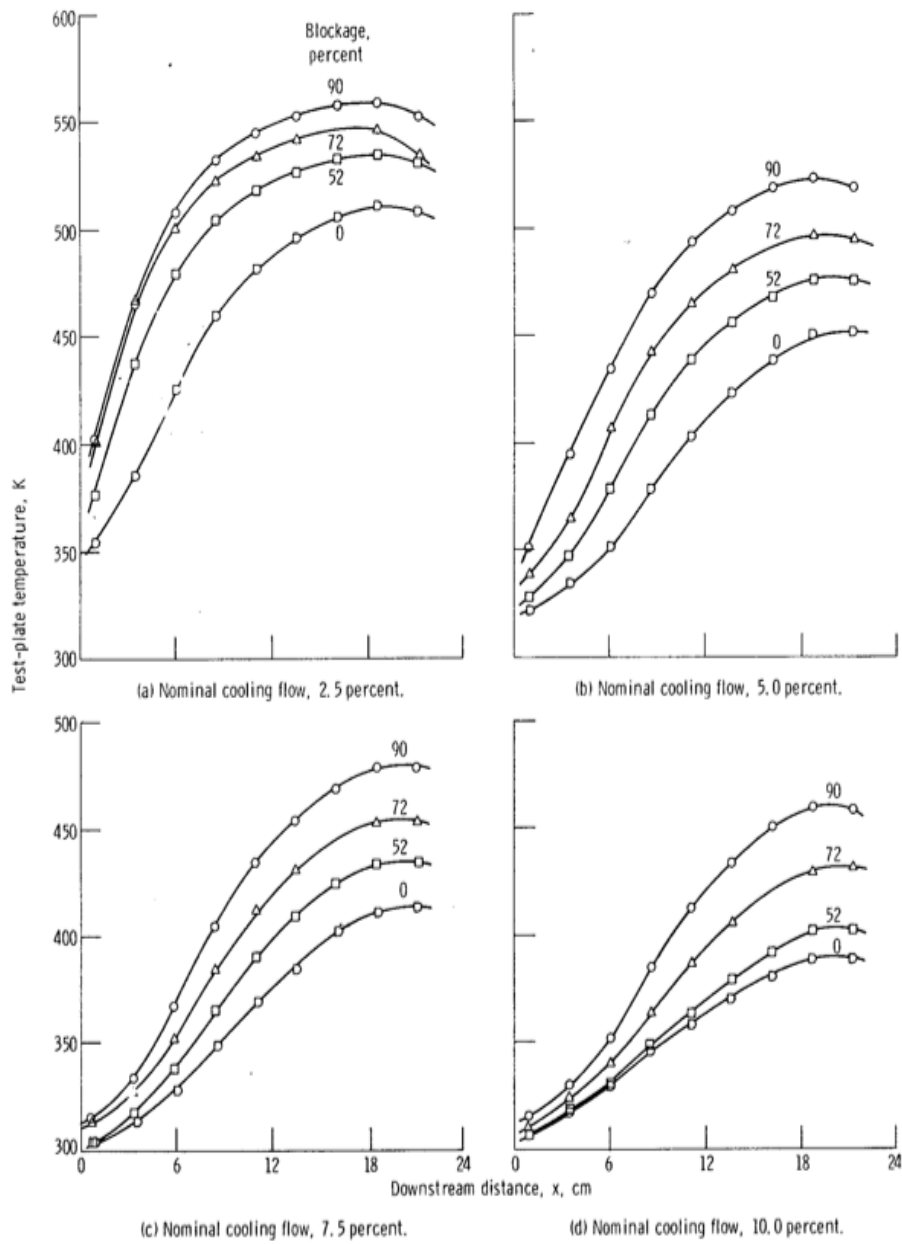 600
Blockage,
percent
90
550
72
52
500
0
450
400
350
300
Test-plate temperature, K
90
72
52
0
(a) Nominal cooling flow, 2.5 percent.
(b) Nominal cooling flow, 5.0 percent.
500
90
72
450
52
0
400
350
300
0 6 12 18 24
90
72
52
0
0 6 12 18 24
Downstream distance, x, cm
(c) Nominal cooling flow, 7.5 percent.
(d) Nominal cooling flow, 10.0 percent.